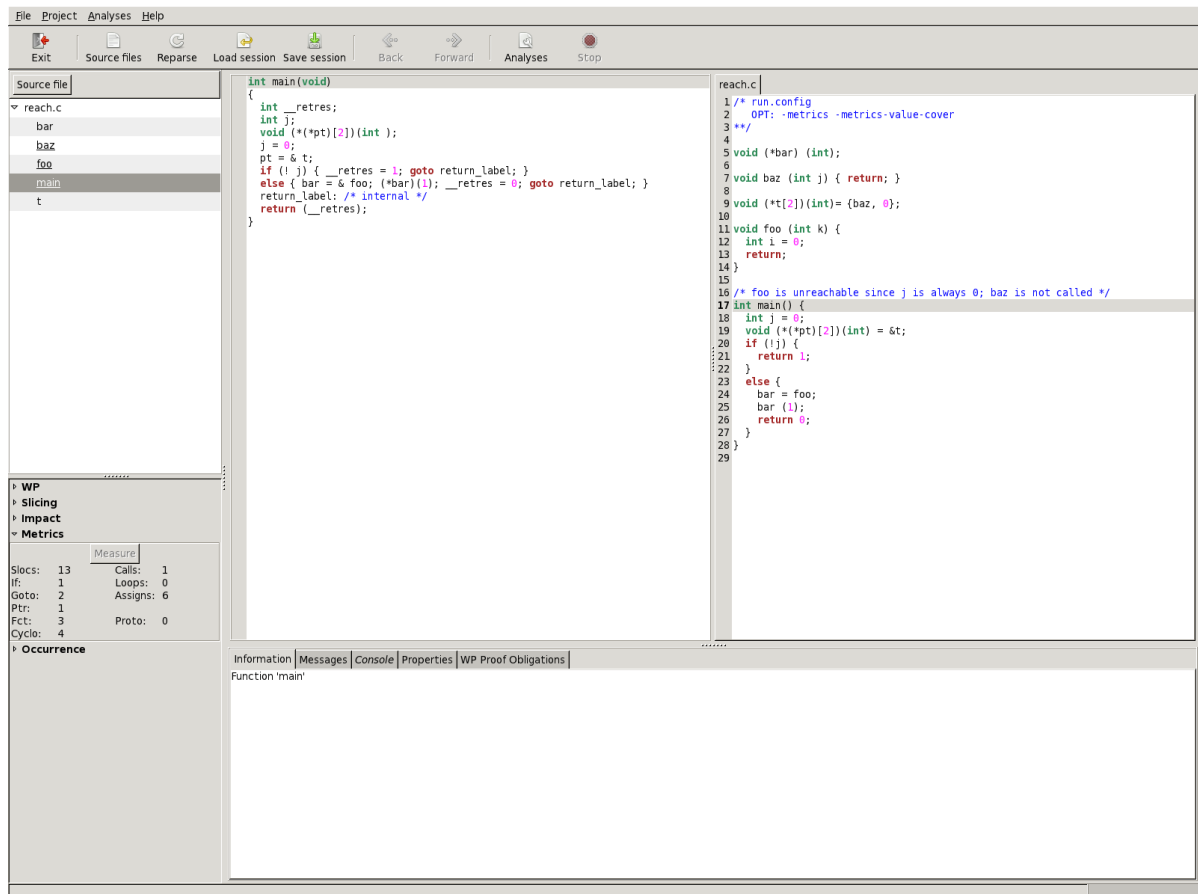 File Project Analyses Help
Exit Source files Reparse Load session Save session Back Forward Analyses Stop
Source file
reach.c
bar
baz
foo
main
t
WP
Slicing
Impact
Metrics
Measure
Slocs: 13 Calls: 1
If: 1 Loops: 0
Goto: 2 Assigns: 6
Ptr: 1
Fct: 3 Proto: 0
Cyclo: 4
Occurrence
int main(void)
{
  int __retres;
  int j;
  void (*(*pt)[2])(int );
  j = 0;
  pt = & t;
  if (! j) { __retres = 1; goto return_label; }
  else { bar = & foo; (*bar)(1); __retres = 0; goto return_label; }
  return_label: /* internal */
  return (__retres);
}
reach.c
1 /* run.config
2    OPT: -metrics -metrics-value-cover
3 **/
4
5 void (*bar) (int);
6
7 void baz (int j) { return; }
8
9 void (*t[2])(int)= {baz, 0};
10
11 void foo (int k) {
12   int i = 0;
13   return;
14 }
15
16 /* foo is unreachable since j is always 0; baz is not called */
17 int main() {
18   int j = 0;
19   void (*(*pt)[2])(int) = &t;
20   if (!j) {
21     return 1;
22   }
23   else {
24     bar = foo;
25     bar (1);
26     return 0;
27   }
28 }
29
Information Messages Console Properties WP Proof Obligations
Function 'main'